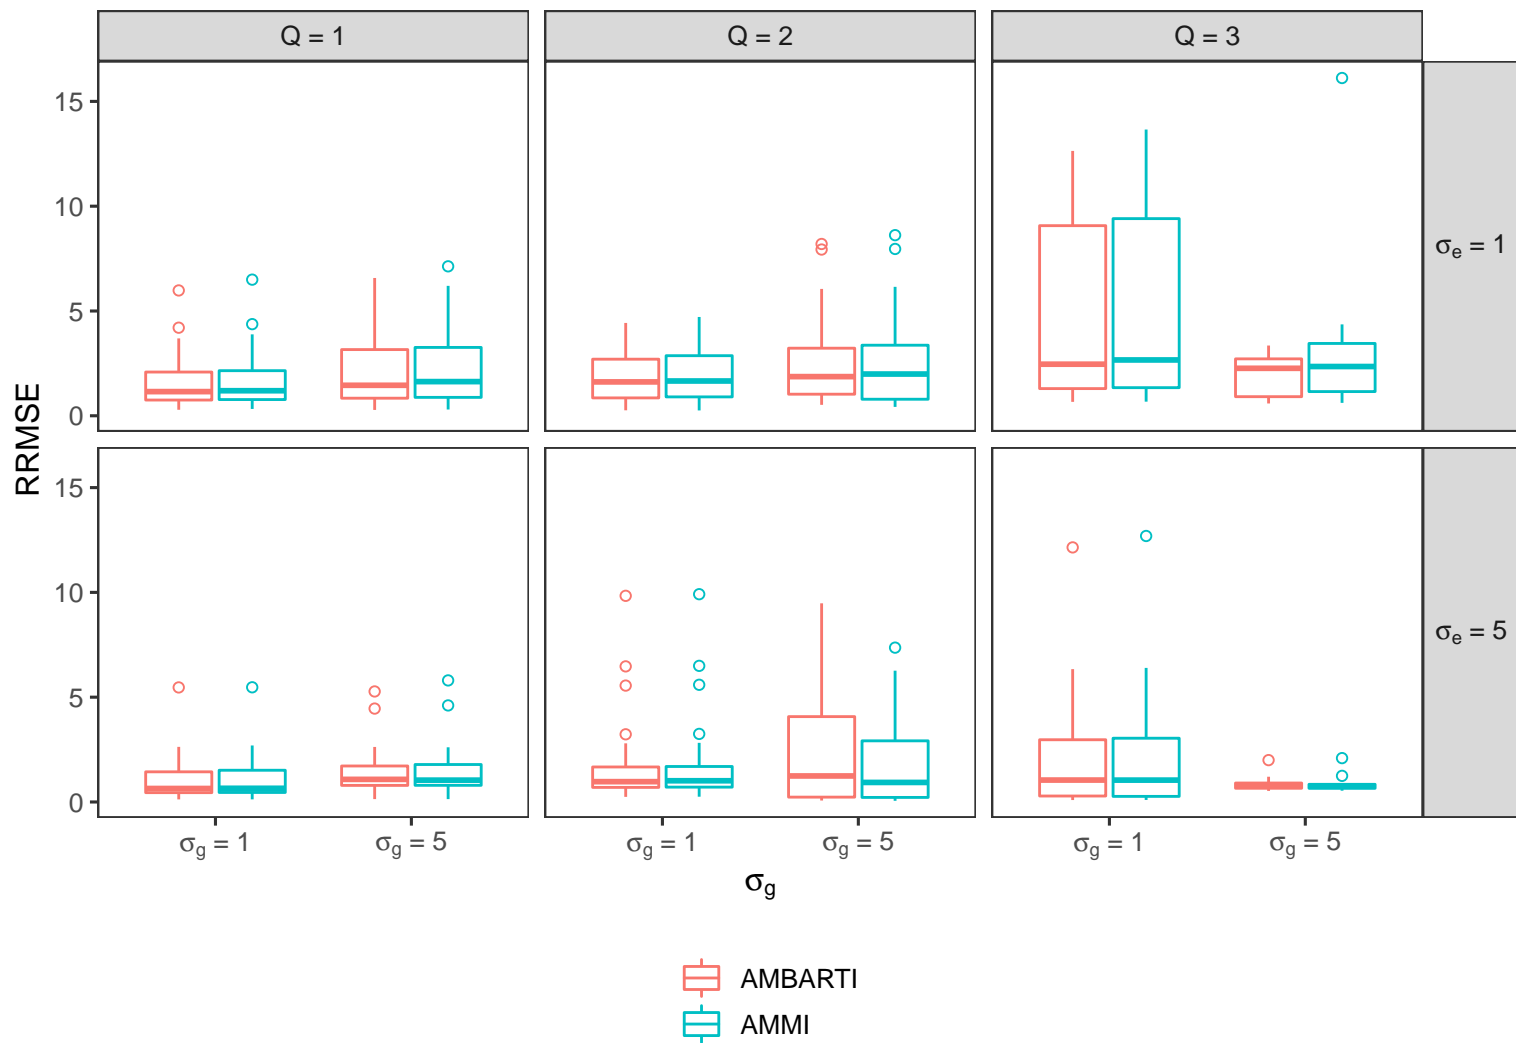 Q = 1
Q = 2
Q = 3
RRMSE
15
10
5
0
σe = 1
15
10
5
0
σe = 5
σg = 1
σg = 5
σg = 1
σg = 5
σg = 1
σg = 5
σg
AMBARTI
AMMI